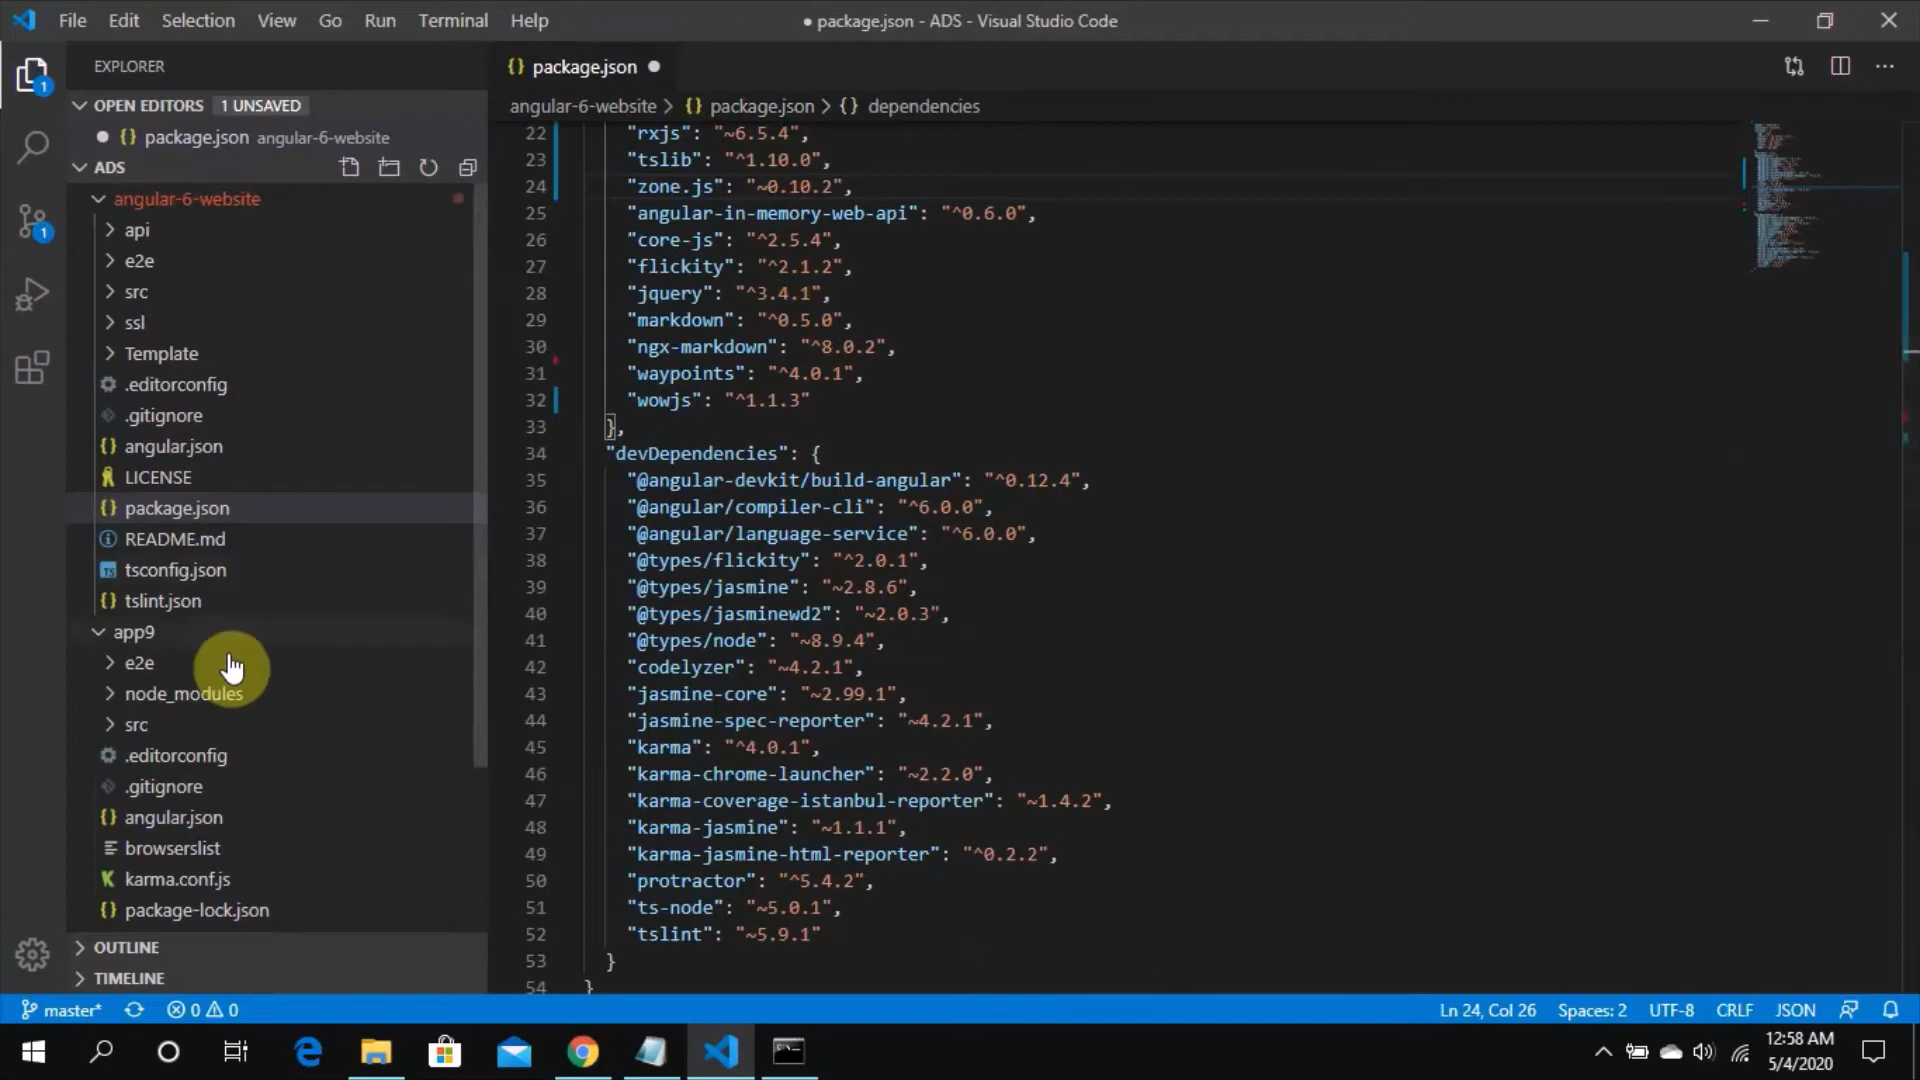 File Edit Selection View Go Run Terminal Help
● package.json - ADS - Visual Studio Code
EXPLORER
OPEN EDITORS 1 UNSAVED
{} package.json angular-6-website
ADS
angular-6-website
api
e2e
src
ssl
Template
.editorconfig
.gitignore
{} angular.json
LICENSE
{} package.json
README.md
TS tsconfig.json
{} tslint.json
app9
e2e
node_modules
src
.editorconfig
.gitignore
{} angular.json
browserslist
karma.conf.js
{} package-lock.json
OUTLINE
TIMELINE
1
1
{} package.json
angular-6-website > {} package.json > {} dependencies
22 "rxjs": "~6.5.4",
23 "tslib": "^1.10.0",
24 "zone.js": "~0.10.2",
25 "angular-in-memory-web-api": "^0.6.0",
26 "core-js": "^2.5.4",
27 "flickity": "^2.1.2",
28 "jquery": "^3.4.1",
29 "markdown": "^0.5.0",
30 "ngx-markdown": "^8.0.2",
31 "waypoints": "^4.0.1",
32 "wowjs": "^1.1.3"
33 },
34 "devDependencies": {
35 "@angular-devkit/build-angular": "^0.12.4",
36 "@angular/compiler-cli": "^6.0.0",
37 "@angular/language-service": "^6.0.0",
38 "@types/flickity": "^2.0.1",
39 "@types/jasmine": "~2.8.6",
40 "@types/jasminewd2": "~2.0.3",
41 "@types/node": "~8.9.4",
42 "codelyzer": "~4.2.1",
43 "jasmine-core": "~2.99.1",
44 "jasmine-spec-reporter": "~4.2.1",
45 "karma": "^4.0.1",
46 "karma-chrome-launcher": "~2.2.0",
47 "karma-coverage-istanbul-reporter": "~1.4.2",
48 "karma-jasmine": "~1.1.1",
49 "karma-jasmine-html-reporter": "^0.2.2",
50 "protractor": "^5.4.2",
51 "ts-node": "~5.0.1",
52 "tslint": "~5.9.1"
53 }
54 }
master* 0 0
Ln 24, Col 26 Spaces: 2 UTF-8 CRLF JSON
12:58 AM
5/4/2020